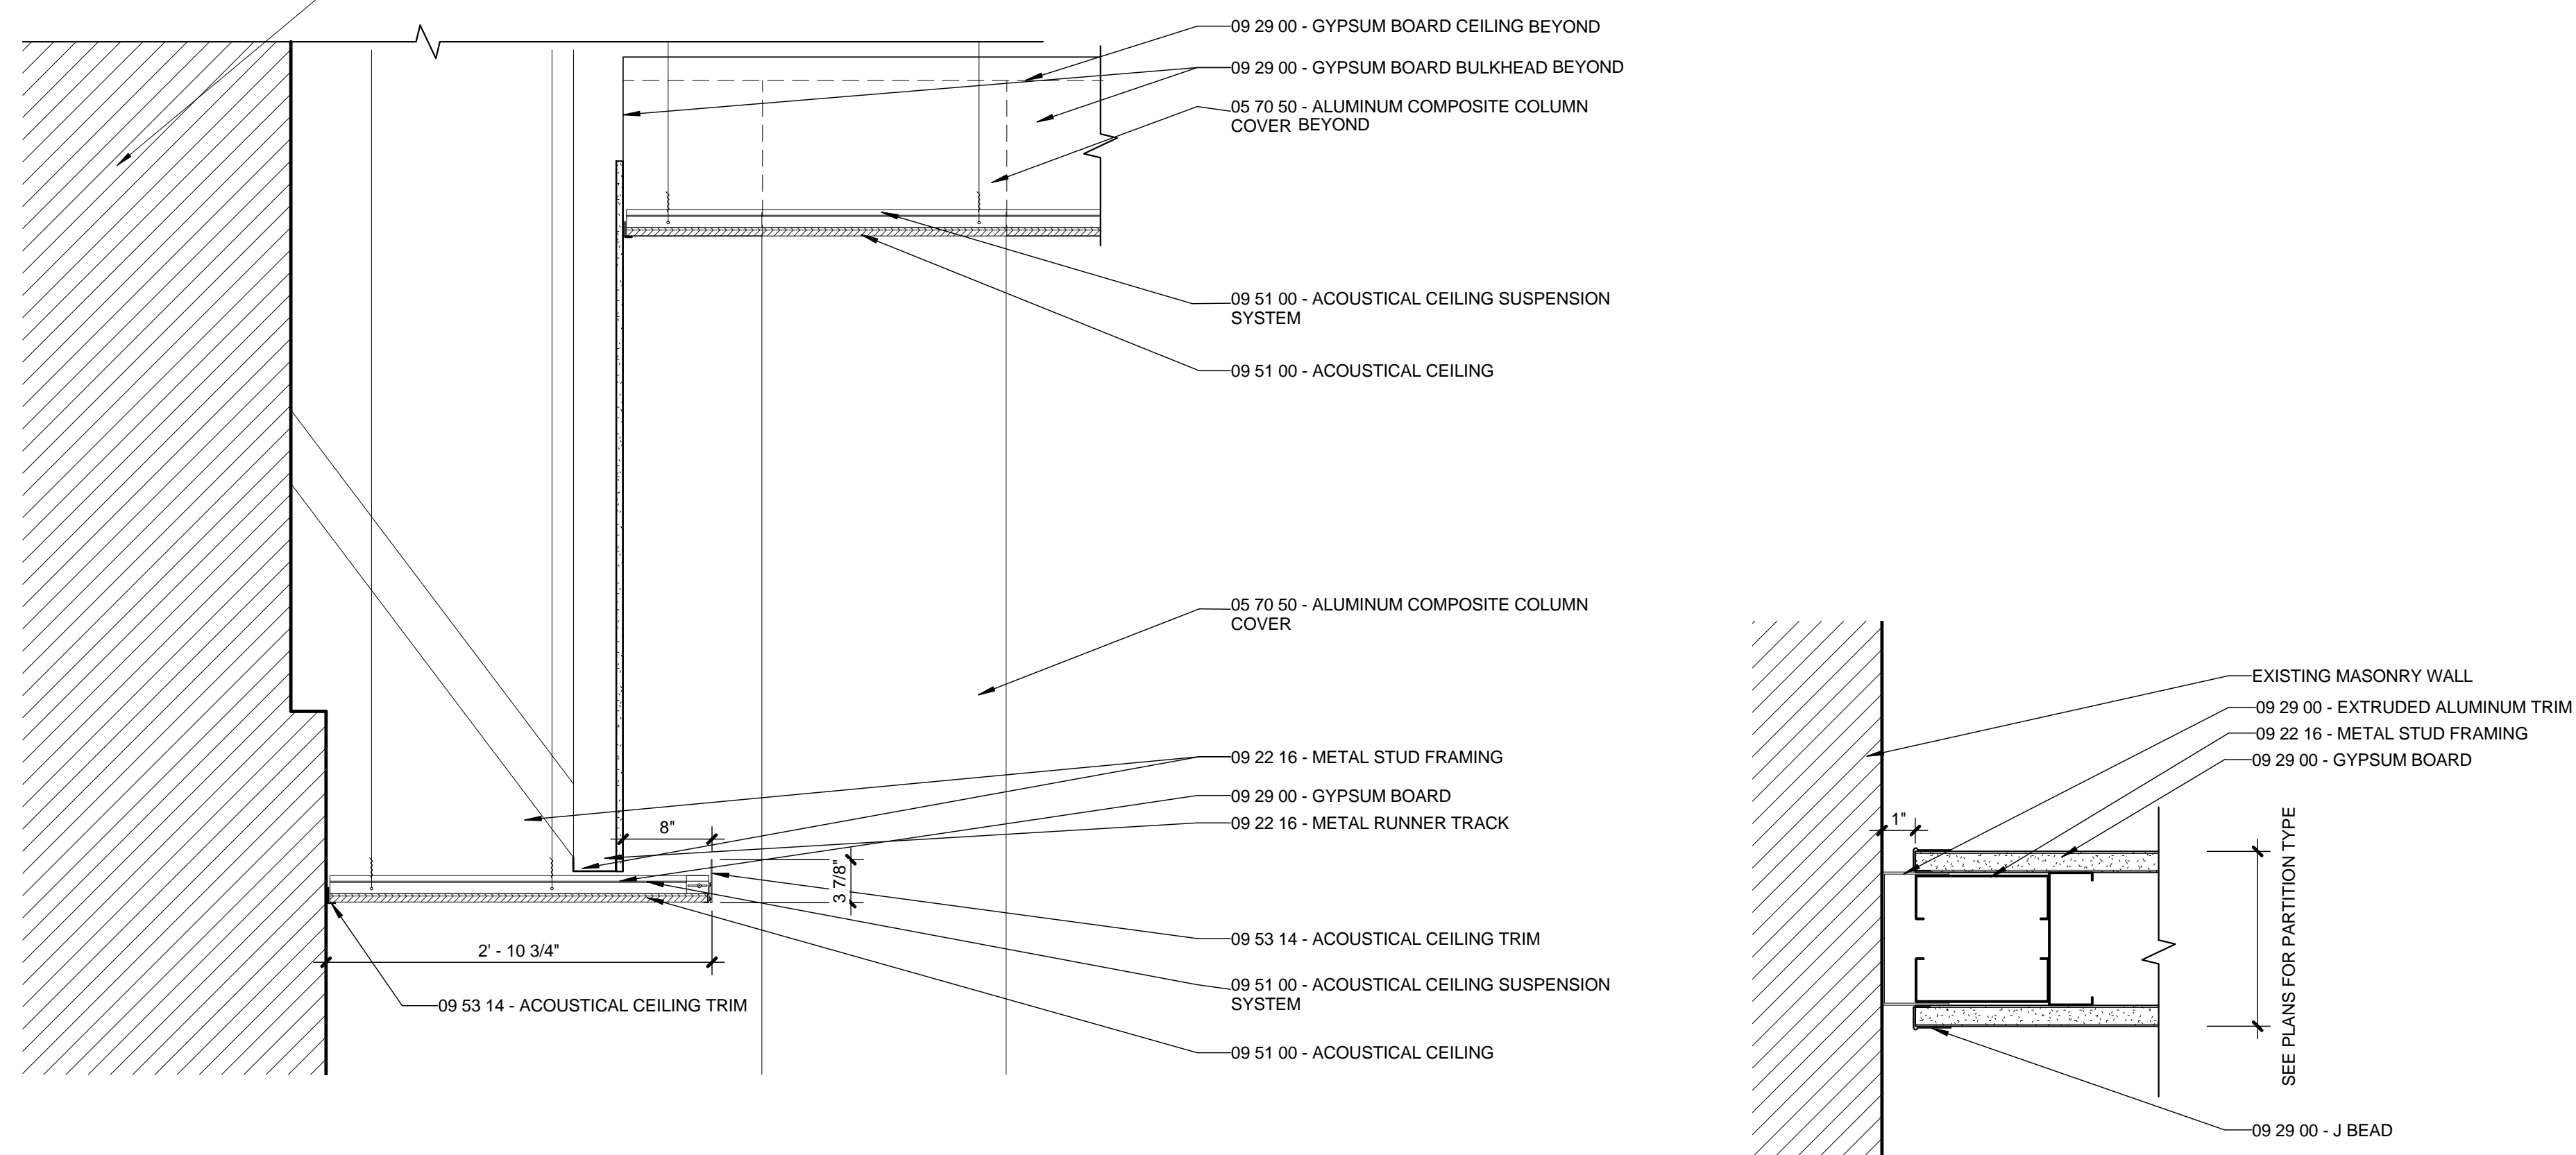 09 29 00 - GYPSUM BOARD CEILING BEYOND
09 29 00 - GYPSUM BOARD BULKHEAD BEYOND
05 70 50 - ALUMINUM COMPOSITE COLUMN
COVER BEYOND
09 51 00 - ACOUSTICAL CEILING SUSPENSION
SYSTEM
09 51 00 - ACOUSTICAL CEILING
05 70 50 - ALUMINUM COMPOSITE COLUMN
COVER
09 22 16 - METAL STUD FRAMING
09 29 00 - GYPSUM BOARD
09 22 16 - METAL RUNNER TRACK
8"
3 7/8"
2' - 10 3/4"
09 53 14 - ACOUSTICAL CEILING TRIM
09 53 14 - ACOUSTICAL CEILING TRIM
09 51 00 - ACOUSTICAL CEILING SUSPENSION
SYSTEM
09 51 00 - ACOUSTICAL CEILING
EXISTING MASONRY WALL
09 29 00 - EXTRUDED ALUMINUM TRIM
09 22 16 - METAL STUD FRAMING
09 29 00 - GYPSUM BOARD
1"
SEE PLANS FOR PARTITION TYPE
09 29 00 - J BEAD